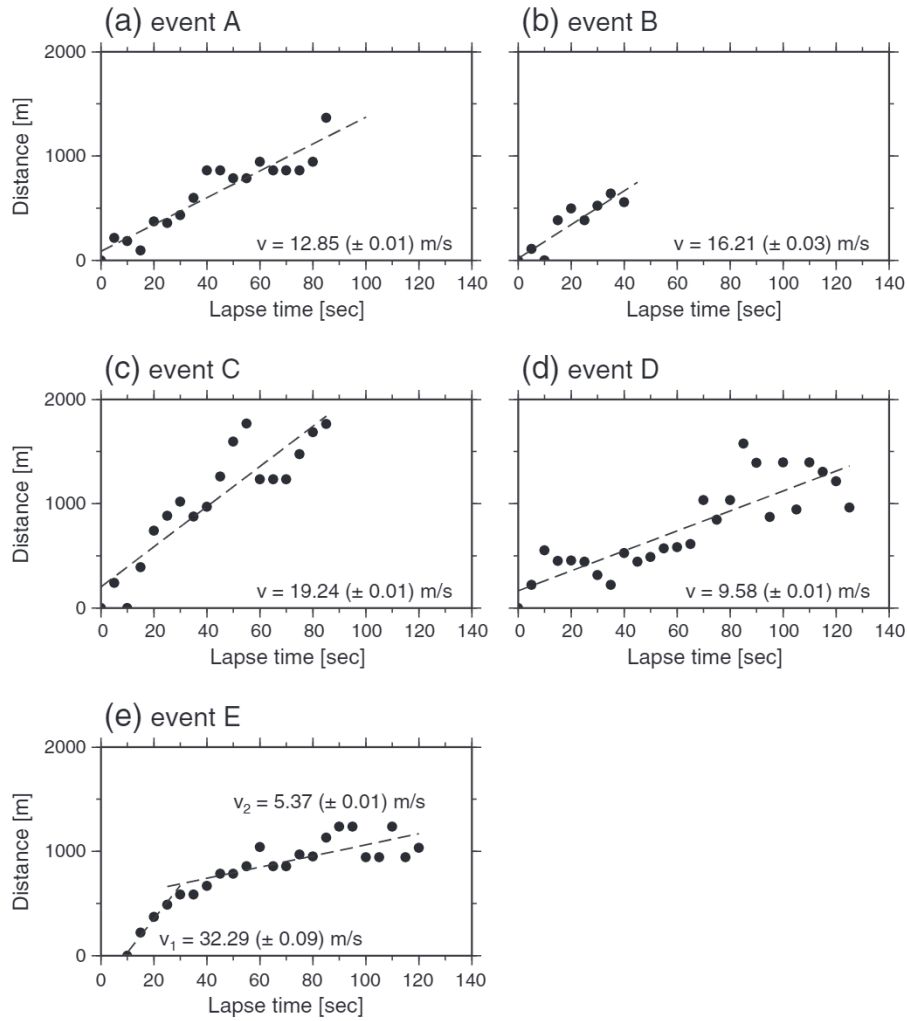 (a) event A
2000
1000
0
Distance [m]
v = 12.85 (± 0.01) m/s
0 20 40 60 80 100 120 140
Lapse time [sec]
(b) event B
v = 16.21 (± 0.03) m/s
0 20 40 60 80 100 120 140
Lapse time [sec]
(c) event C
2000
1000
0
Distance [m]
v = 19.24 (± 0.01) m/s
0 20 40 60 80 100 120 140
Lapse time [sec]
(d) event D
v = 9.58 (± 0.01) m/s
0 20 40 60 80 100 120 140
Lapse time [sec]
(e) event E
2000
1000
0
Distance [m]
v₂ = 5.37 (± 0.01) m/s
v₁ = 32.29 (± 0.09) m/s
0 20 40 60 80 100 120 140
Lapse time [sec]